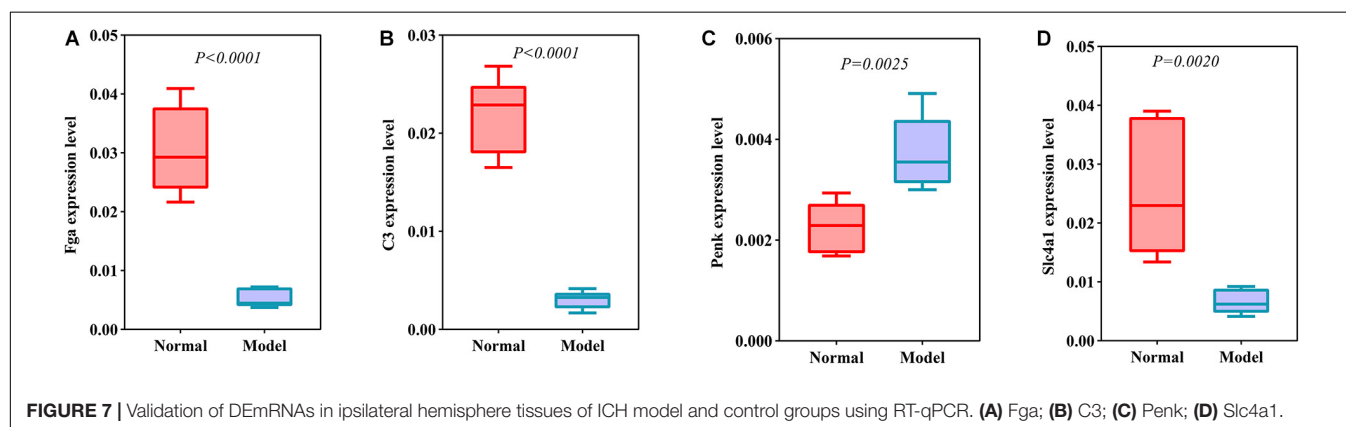 A
Fga expression level
0.05
0.04
0.03
0.02
0.01
0.00
P<0.0001
Normal Model
B
C3 expression level
0.03
0.02
0.01
0.00
P<0.0001
Normal Model
C
Penk expression level
0.006
0.004
0.002
0.000
P=0.0025
Normal Model
D
Slc4a1 expression level
0.05
0.04
0.03
0.02
0.01
0.00
P=0.0020
Normal Model
FIGURE 7 | Validation of DEmRNAs in ipsilateral hemisphere tissues of ICH model and control groups using RT-qPCR. (A) Fga; (B) C3; (C) Penk; (D) Slc4a1.